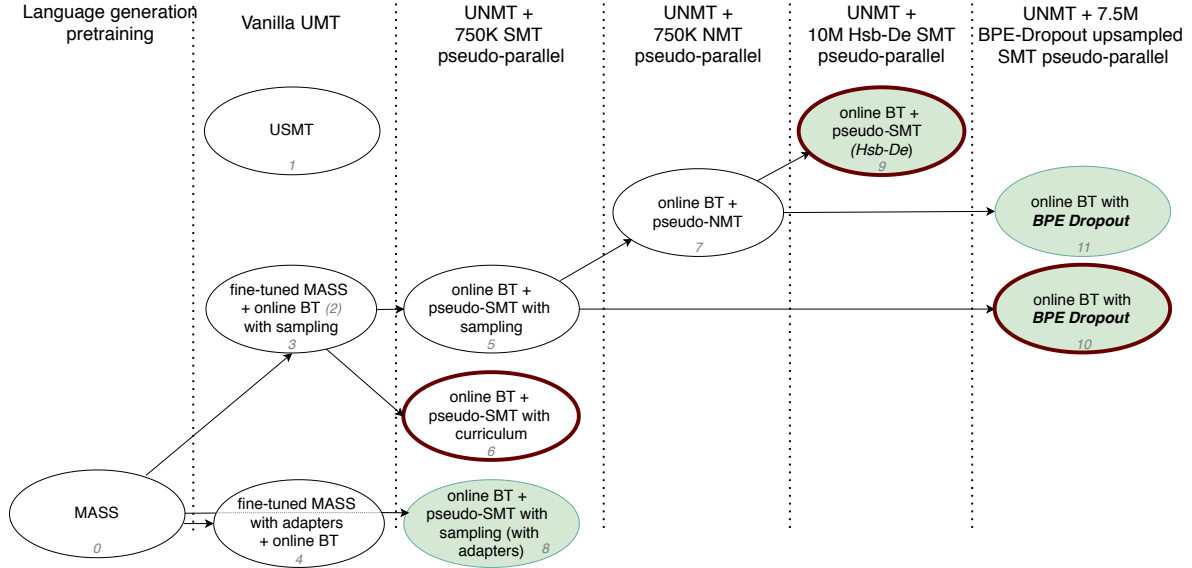 Language generation
pretraining
Vanilla UMT
UNMT +
750K SMT
pseudo-parallel
UNMT +
750K NMT
pseudo-parallel
UNMT +
10M Hsb-De SMT
pseudo-parallel
UNMT + 7.5M
BPE-Dropout upsampled
SMT pseudo-parallel
USMT
1
online BT +
pseudo-SMT
(Hsb-De)
9
online BT +
pseudo-NMT
7
online BT with
BPE Dropout
11
fine-tuned MASS
+ online BT (2)
with sampling
3
online BT +
pseudo-SMT with
sampling
5
online BT with
BPE Dropout
10
online BT +
pseudo-SMT with
curriculum
6
MASS
0
fine-tuned MASS
with adapters
+ online BT
4
online BT +
pseudo-SMT with
sampling (with
adapters)
8